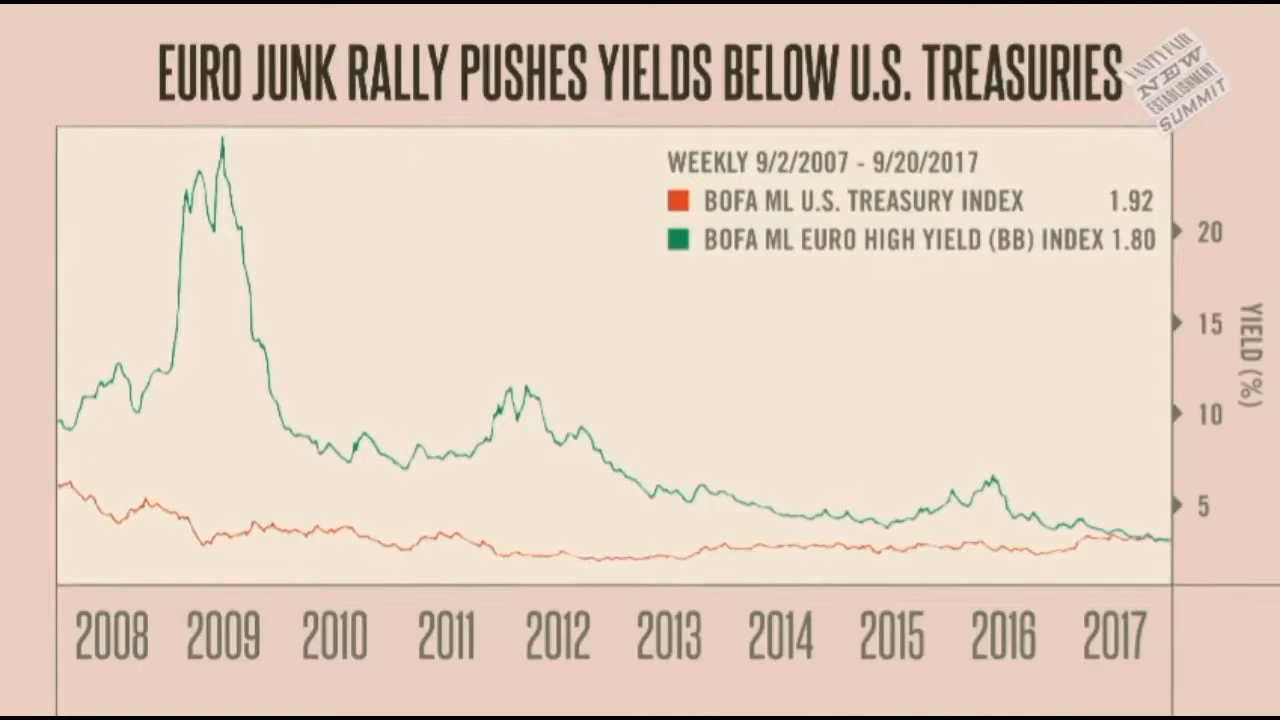 EURO JUNK RALLY PUSHES YIELDS BELOW U.S. TREASURIES
VANITY FAIR
NEW
ESTABLISHMENT
SUMMIT
WEEKLY 9/2/2007 - 9/20/2017
BOFA ML U.S. TREASURY INDEX 1.92
BOFA ML EURO HIGH YIELD (BB) INDEX 1.80
20
15
10
5
YIELD (%)
2008 2009 2010 2011 2012 2013 2014 2015 2016 2017